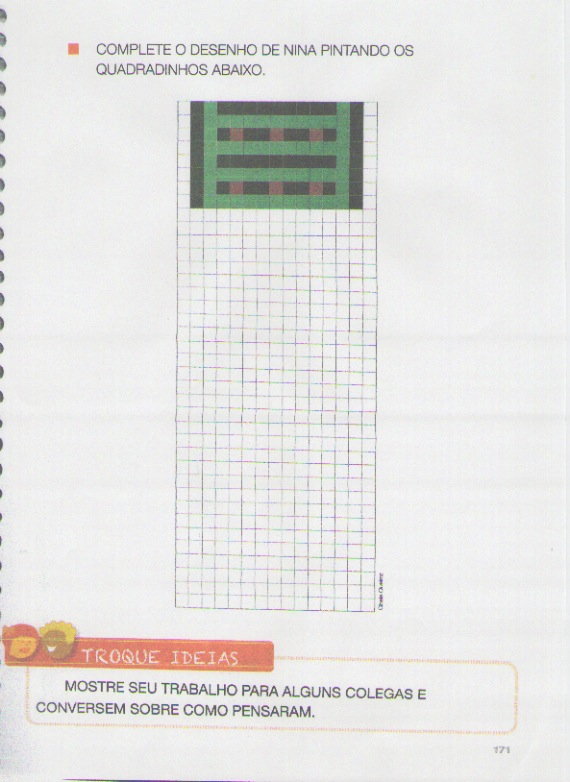 COMPLETE O DESENHO DE NINA PINTANDO OS
QUADRADINHOS ABAIXO.
TROQUE IDEIAS
MOSTRE SEU TRABALHO PARA ALGUNS COLEGAS E
CONVERSEM SOBRE COMO PENSARAM.
171